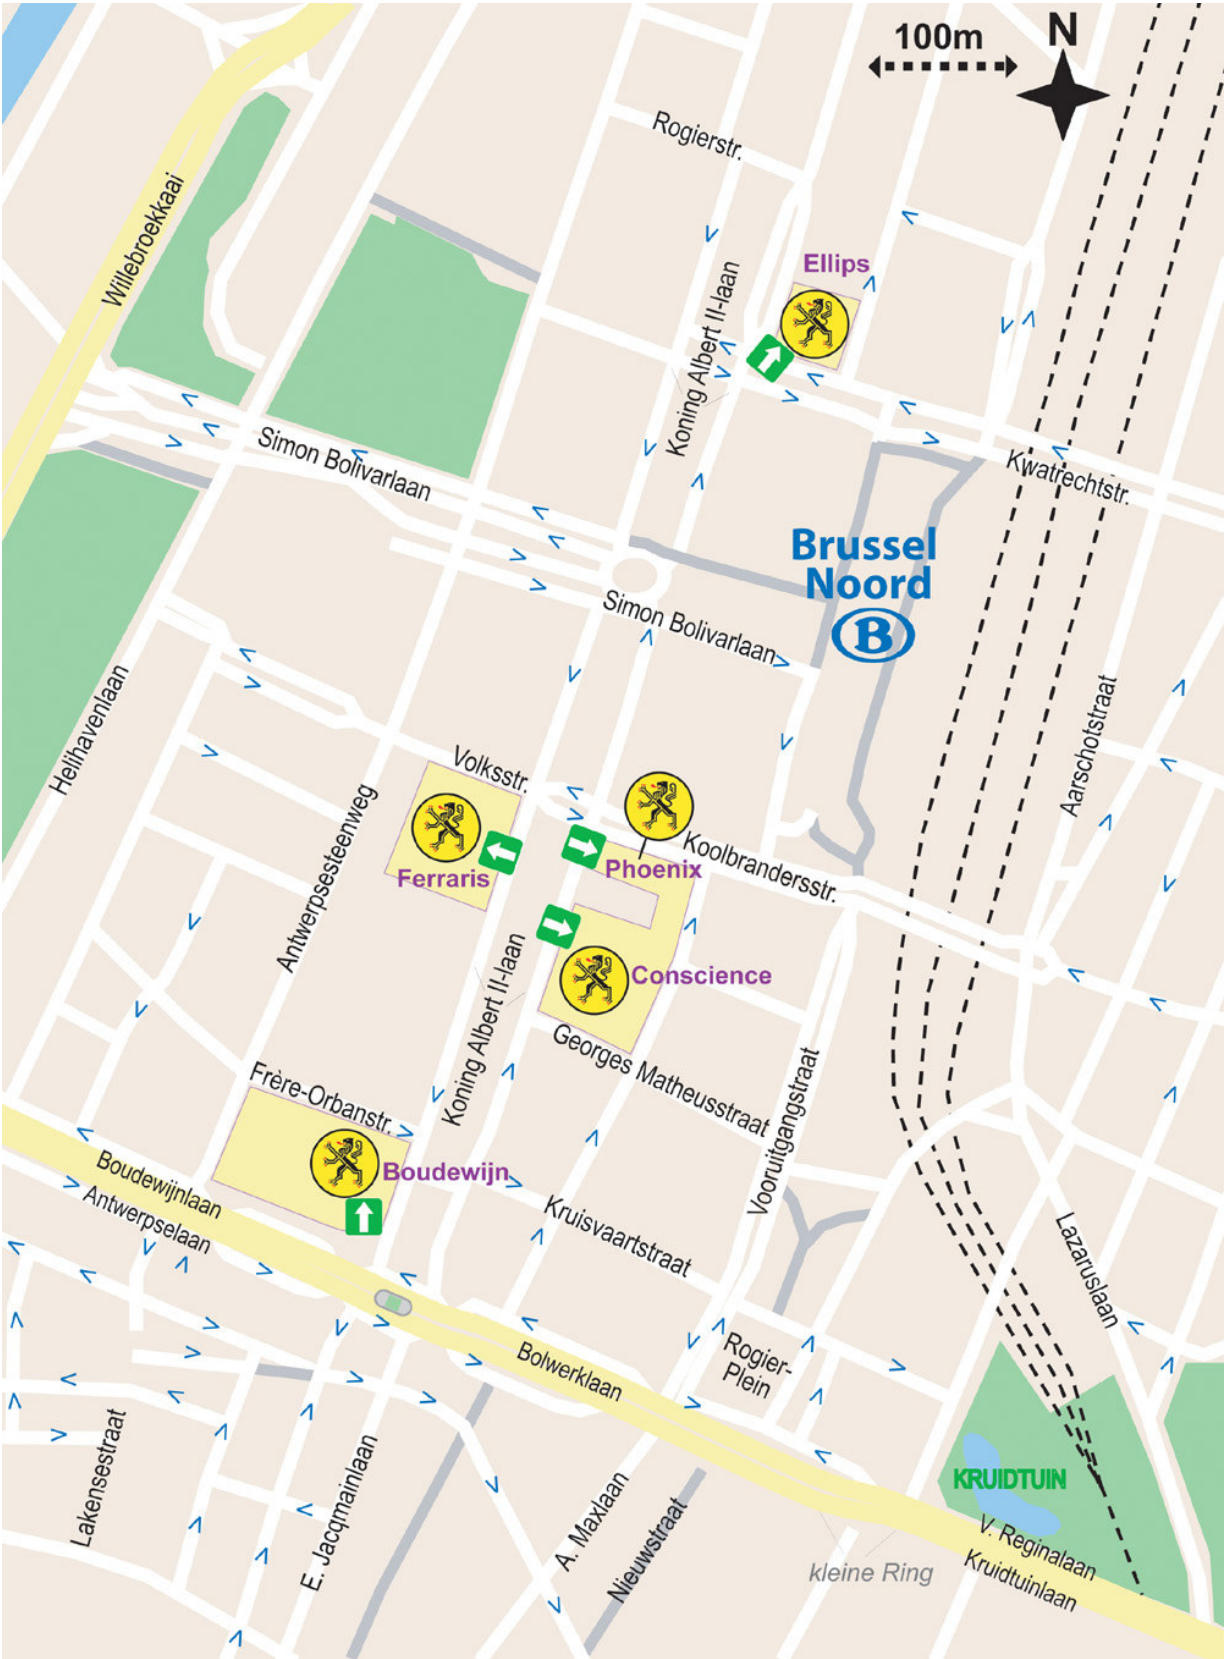 100m
N
Rogierstr.
Willebroekkaai
Ellips
Koning Albert II-laan
Simon Bolivarlaan
Kwatrechtstr.
Brussel
Noord
B
Simon Bolivarlaan
Helihavenlaan
Aarschotstraat
Volksstr.
Antwerpsesteenweg
Phoenix
Koolbrandersstr.
Ferraris
Koning Albert II-laan
Conscience
Georges Matheusstraat
Vooruitgangstraat
Frère-Orbanstr.
Boudewijn
Boudewijnlaan
Antwerpselaan
Kruisvaartstraat
Lazaruslaan
Rogier-
Plein
Bolwerklaan
Lakensestraat
E. Jacqmainlaan
A. Maxlaan
Nieuwstraat
KRUIDTUIN
V. Reginalaan
Kruidtuinlaan
kleine Ring